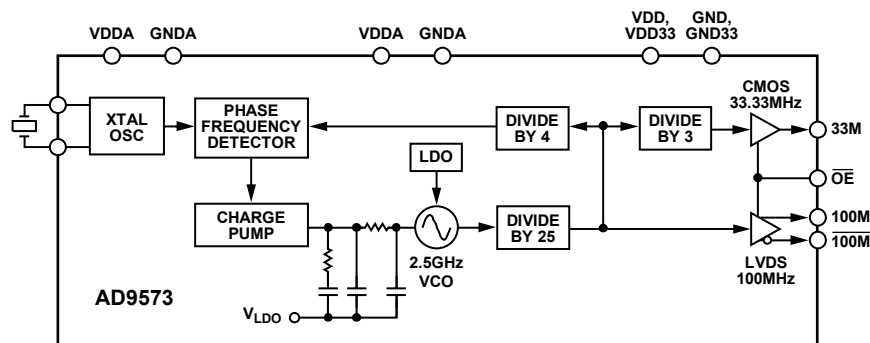 VDDA
GNDA
VDDA
GNDA
VDD,
VDD33
GND,
GND33
XTAL
OSC
PHASE
FREQUENCY
DETECTOR
DIVIDE
BY 4
DIVIDE
BY 3
CMOS
33.33MHz
33M
LDO
OE
CHARGE
PUMP
DIVIDE
BY 25
100M
100M
2.5GHz
VCO
LVDS
100MHz
AD9573
VLDO